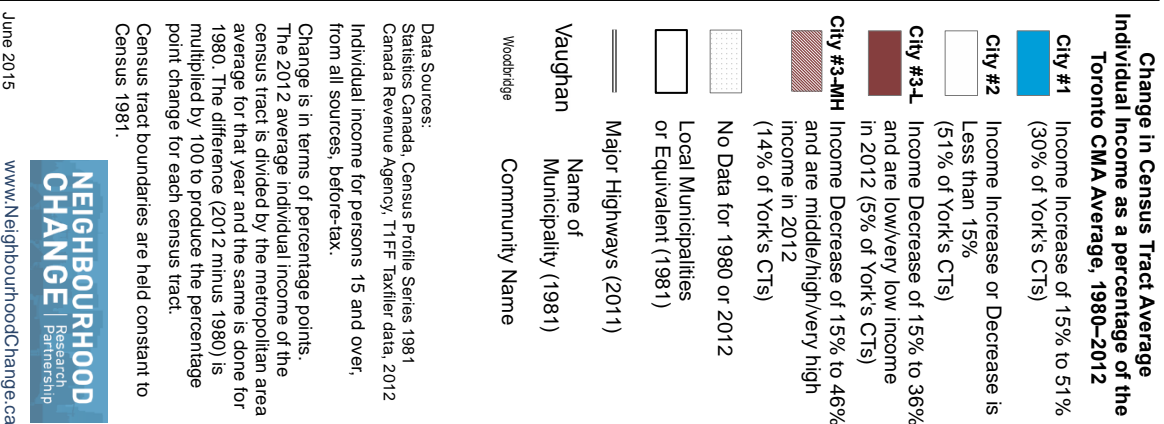 Change in Census Tract Average
Individual Income as a percentage of the
Toronto CMA Average, 1980–2012
City #1
Income Increase of 15% to 51%
(30% of York's CTs)
City #2
Income Increase or Decrease is
Less than 15%
(51% of York's CTs)
City #3-L
Income Decrease of 15% to 36%
and are low/very low income
in 2012 (5% of York's CTs)
City #3-MH
Income Decrease of 15% to 46%
and are middle/high/very high
income in 2012
(14% of York's CTs)
No Data for 1980 or 2012
Local Municipalities
or Equivalent (1981)
Major Highways (2011)
Vaughan
Name of
Municipality (1981)
Woodbridge
Community Name
Data Sources:
Statistics Canada, Census Profile Series 1981
Canada Revenue Agency, T1FF Taxfiler data, 2012
Individual income for persons 15 and over,
from all sources, before-tax.
Change is in terms of percentage points.
The 2012 average individual income of the
census tract is divided by the metropolitan area
average for that year and the same is done for
1980. The difference (2012 minus 1980) is
multiplied by 100 to produce the percentage
point change for each census tract.
Census tract boundaries are held constant to
Census 1981.
NEIGHBOURHOOD
CHANGE
Research
Partnership
June 2015
www.NeighbourhoodChange.ca